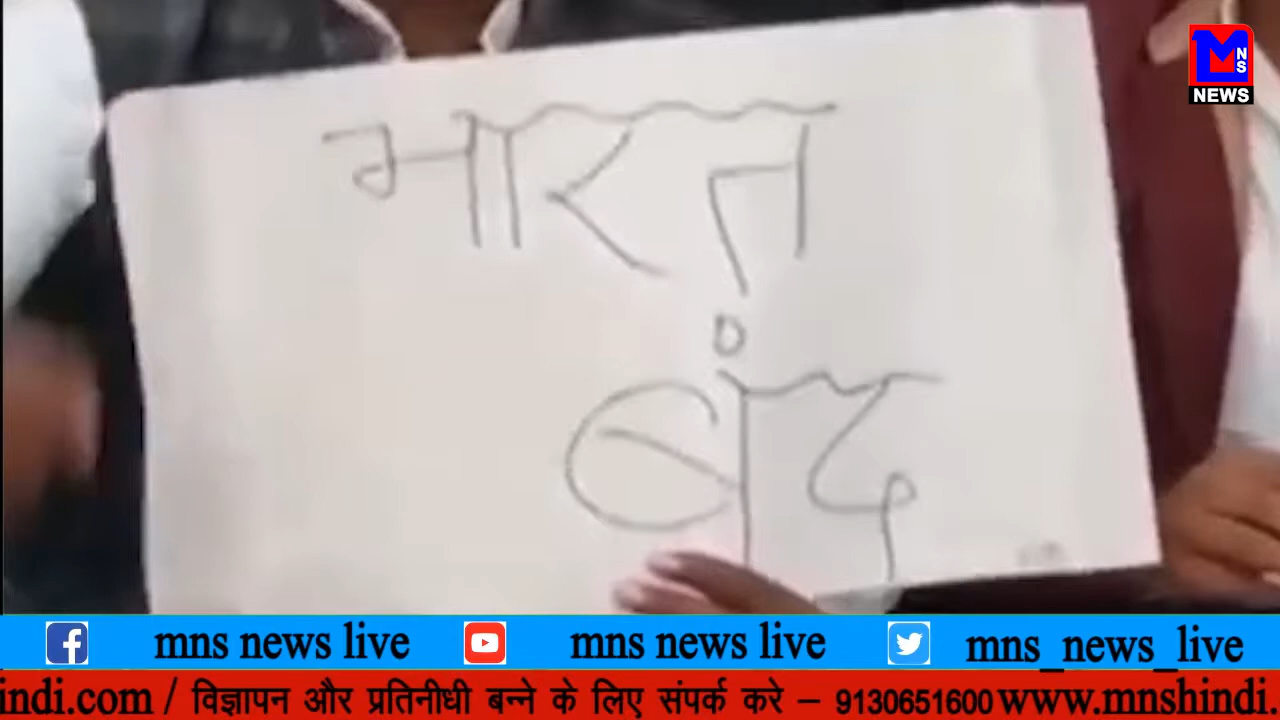 MNS
NEWS
भारत
बंद
mns news live mns news live mns_news_live
indi.com / विज्ञापन और प्रतिनीधी बन्ने के लिए संपर्क करे – 9130651600 www.mnshindi.